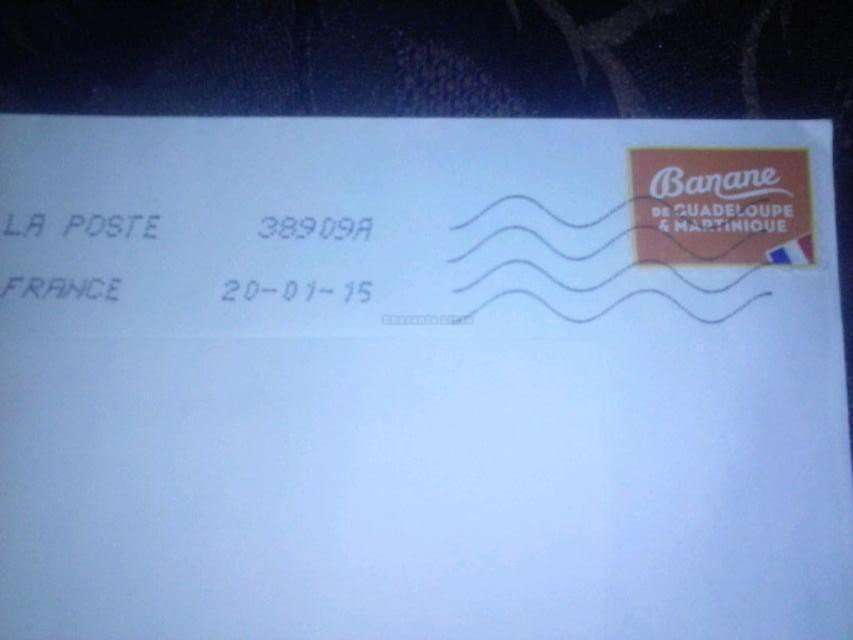 LA POSTE 38909A
FRANCE 20-01-15
Banane
DE GUADELOUPE
& MARTINIQUE